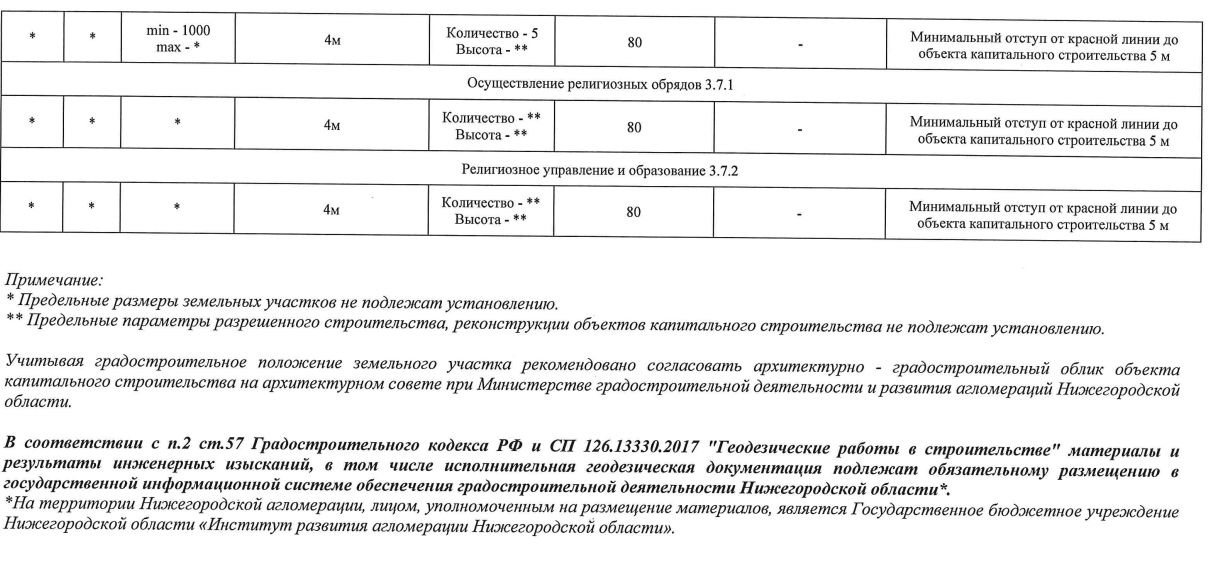 * * min - 1000 4м Количество - 5 80 - Минимальный отступ от красной линии до
max - * Высота - ** объекта капитального строительства 5 м
Осуществление религиозных обрядов 3.7.1
* * * 4м Количество - ** 80 - Минимальный отступ от красной линии до
Высота - ** объекта капитального строительства 5 м
Религиозное управление и образование 3.7.2
* * * 4м Количество - ** 80 - Минимальный отступ от красной линии до
Высота - ** объекта капитального строительства 5 м
Примечание:
* Предельные размеры земельных участков не подлежат установлению.
** Предельные параметры разрешенного строительства, реконструкции объектов капитального строительства не подлежат установлению.
Учитывая градостроительное положение земельного участка рекомендовано согласовать архитектурно - градостроительный облик объекта
капитального строительства на архитектурном совете при Министерстве градостроительной деятельности и развития агломераций Нижегородской
области.
В соответствии с п.2 ст.57 Градостроительного кодекса РФ и СП 126.13330.2017 "Геодезические работы в строительстве" материалы и
результаты инженерных изысканий, в том числе исполнительная геодезическая документация подлежат обязательному размещению в
государственной информационной системе обеспечения градостроительной деятельности Нижегородской области*.
*На территории Нижегородской агломерации, лицом, уполномоченным на размещение материалов, является Государственное бюджетное учреждение
Нижегородской области «Институт развития агломерации Нижегородской области».